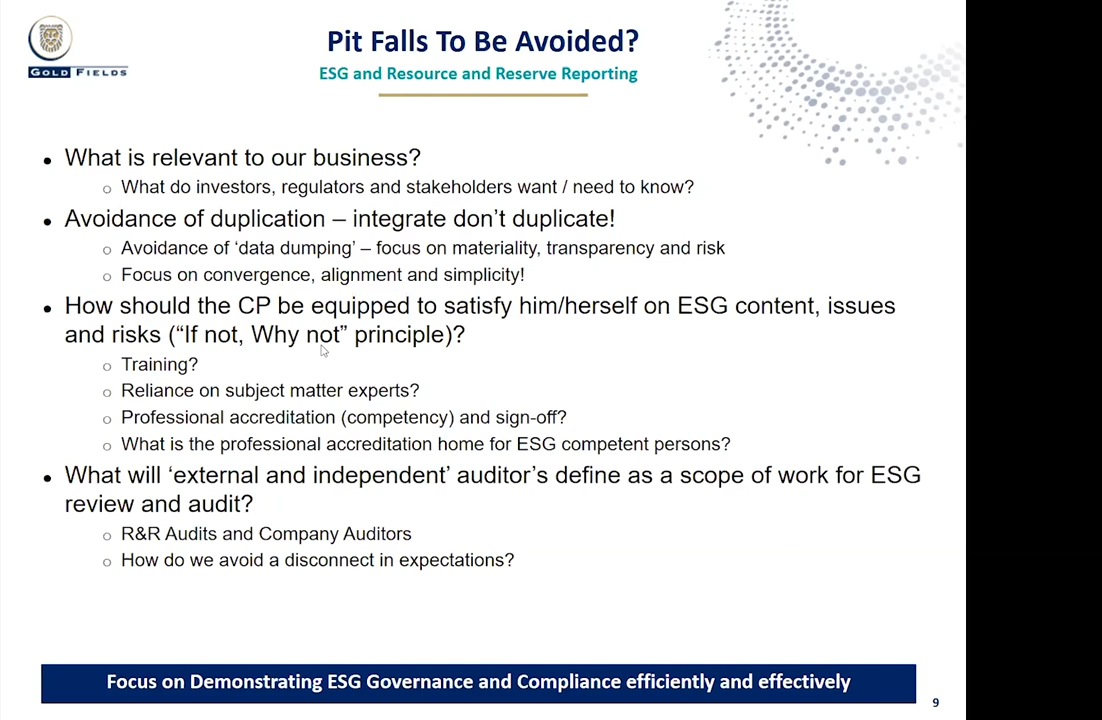 GOLD FIELDS
Pit Falls To Be Avoided?
ESG and Resource and Reserve Reporting
• What is relevant to our business?
o What do investors, regulators and stakeholders want / need to know?
• Avoidance of duplication – integrate don’t duplicate!
o Avoidance of ‘data dumping’ – focus on materiality, transparency and risk
o Focus on convergence, alignment and simplicity!
• How should the CP be equipped to satisfy him/herself on ESG content, issues
and risks (“If not, Why not” principle)?
o Training?
o Reliance on subject matter experts?
o Professional accreditation (competency) and sign-off?
o What is the professional accreditation home for ESG competent persons?
• What will ‘external and independent’ auditor’s define as a scope of work for ESG
review and audit?
o R&R Audits and Company Auditors
o How do we avoid a disconnect in expectations?
Focus on Demonstrating ESG Governance and Compliance efficiently and effectively
9